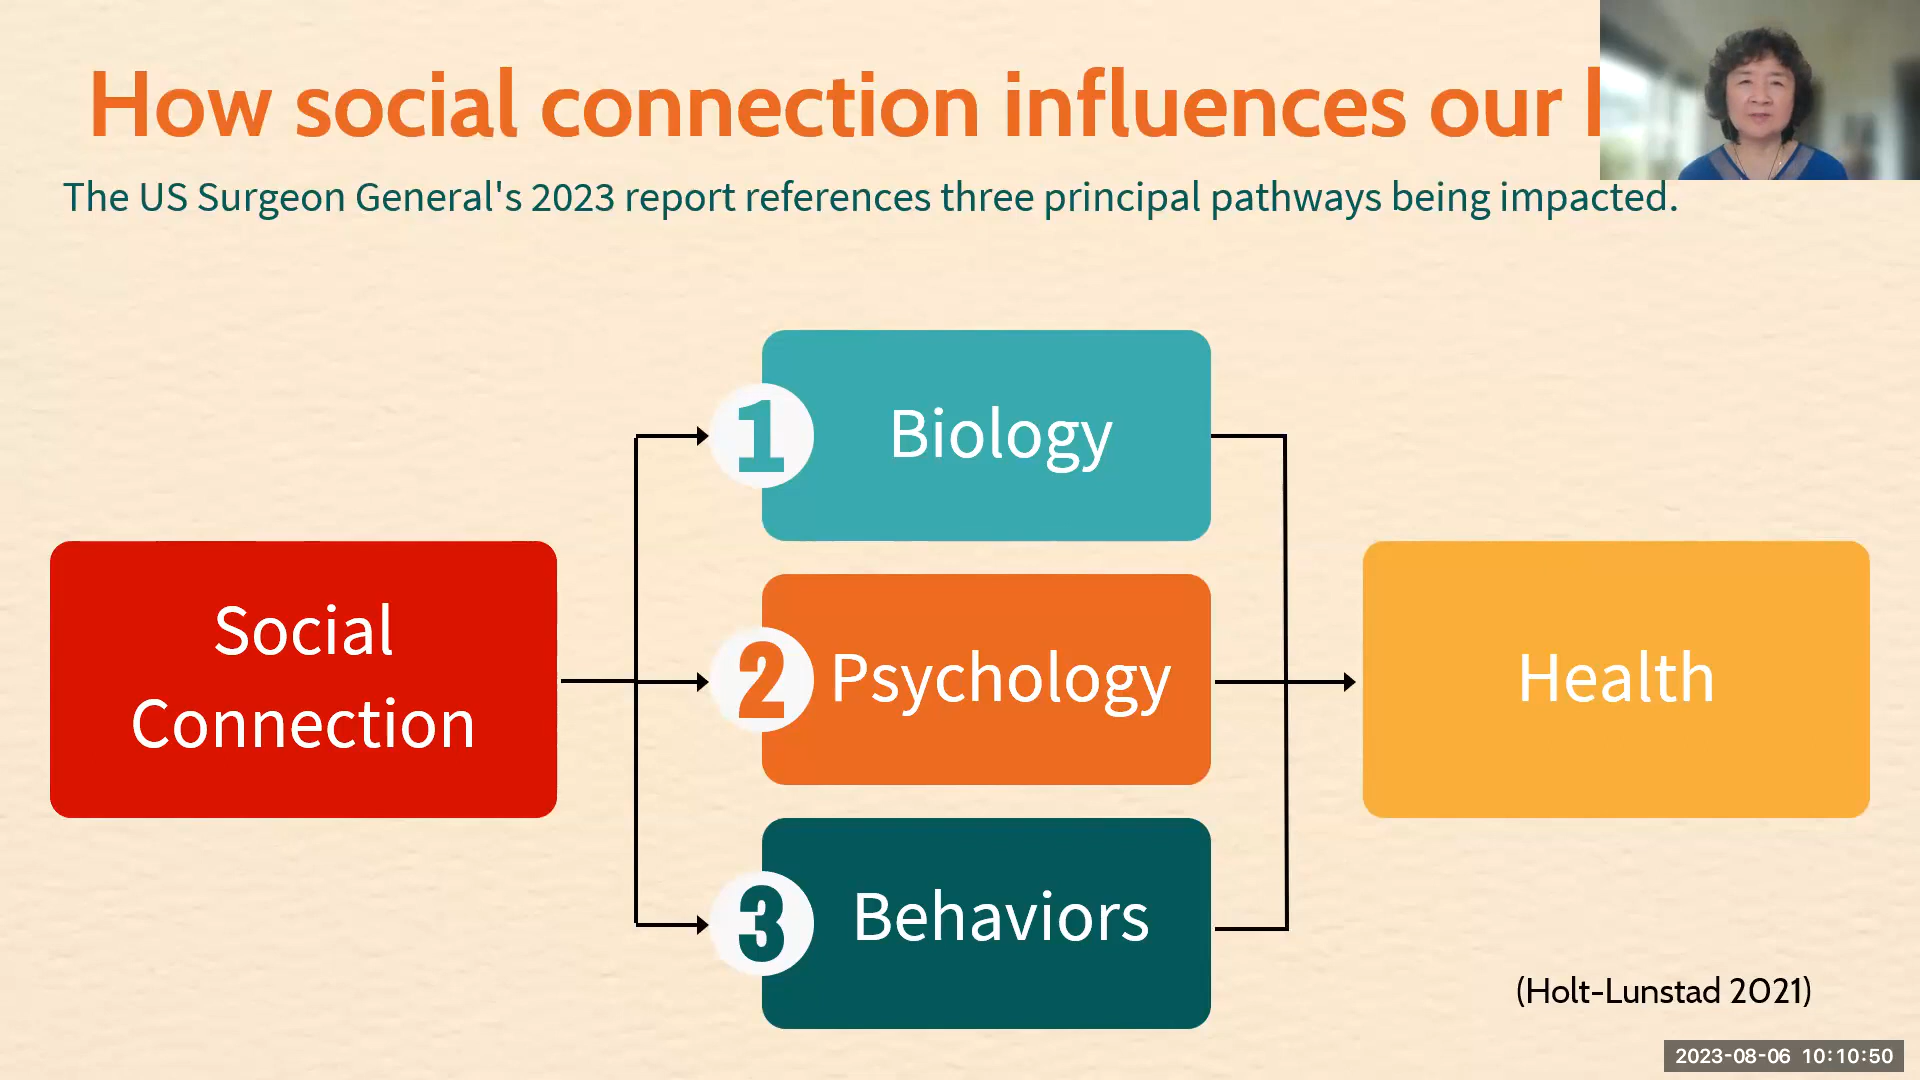 How social connection influences our
The US Surgeon General's 2023 report references three principal pathways being impacted.
1
Biology
Social
Connection
2
Psychology
Health
3
Behaviors
(Holt-Lunstad 2021)
2023-08-06 10:10:50